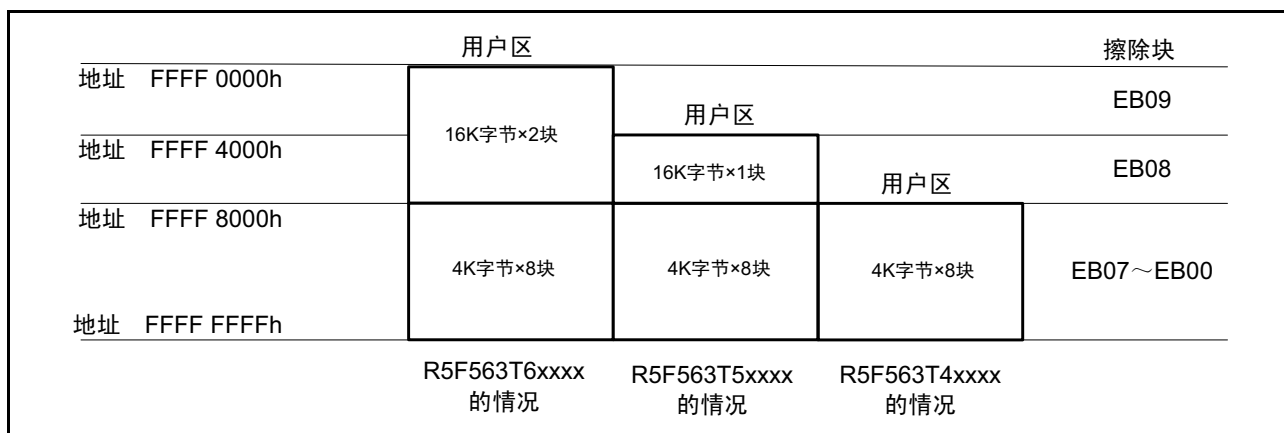 用户区
擦除块
地址 FFFF 0000h
EB09
用户区
16K字节×2块
地址 FFFF 4000h
16K字节×1块
EB08
用户区
地址 FFFF 8000h
4K字节×8块
4K字节×8块
4K字节×8块
EB07～EB00
地址 FFFF FFFFh
R5F563T6xxxx
的情况
R5F563T5xxxx
的情况
R5F563T4xxxx
的情况